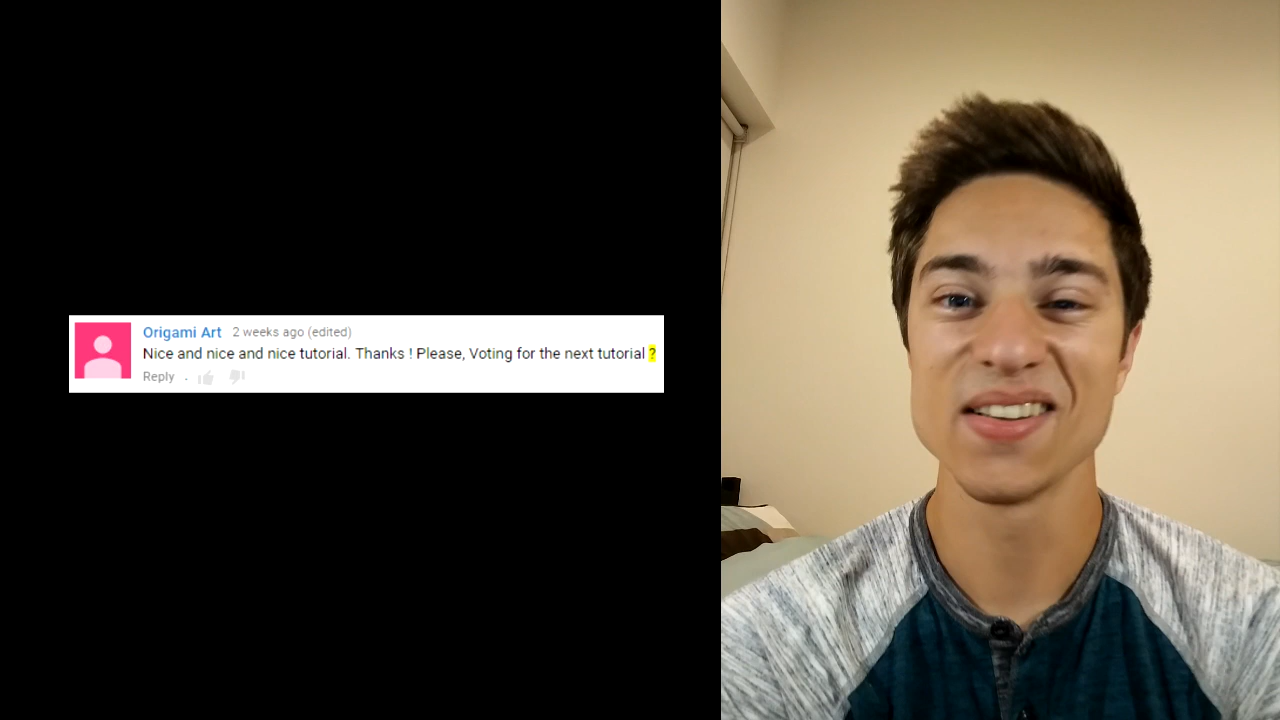 Origami Art 2 weeks ago (edited)
Nice and nice and nice tutorial. Thanks ! Please, Voting for the next tutorial ?
Reply .